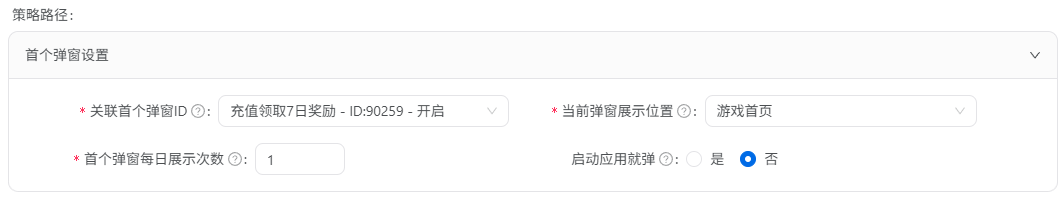 策略路径：
首个弹窗设置
* 关联首个弹窗ID ? ： 充值领取7日奖励 - ID:90259 - 开启 * 当前弹窗展示位置 ? ： 游戏首页
* 首个弹窗每日展示次数 ? ： 1 启动应用就弹 ? ： 是 否